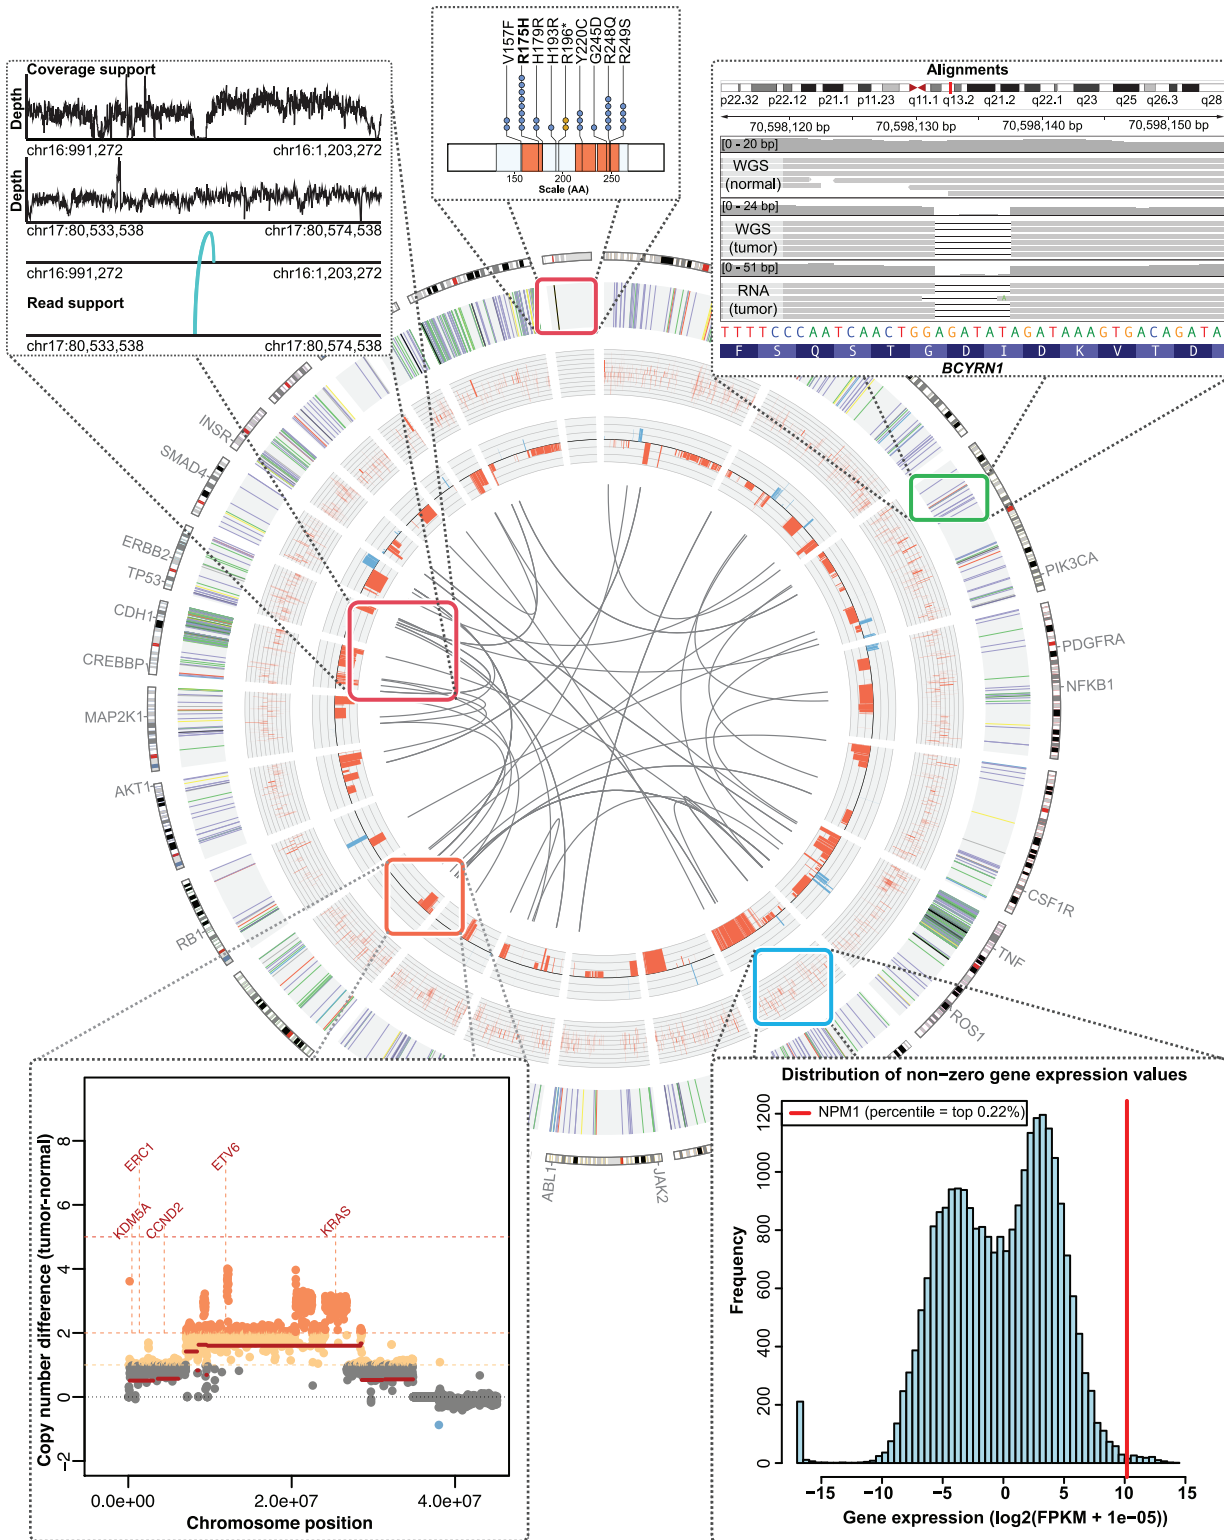 Coverage support
Depth
chr16:991,272 chr16:1,203,272
Depth
chr17:80,533,538 chr17:80,574,538
chr16:991,272 chr16:1,203,272
Read support
chr17:80,533,538 chr17:80,574,538
V157F
R175H
H179R
H193R
R196*
Y220C
G245D
R248Q
R249S
150 200 250
Scale (AA)
Alignments
p22.32 p22.12 p21.1 p11.23 q11.1 q13.2 q21.2 q22.1 q23 q25 q26.3 q28
70,598,120 bp 70,598,130 bp 70,598,140 bp 70,598,150 bp
[0 - 20 bp]
WGS
(normal)
[0 - 24 bp]
WGS
(tumor)
[0 - 51 bp]
RNA
(tumor)
A
T T T T C C C A A T C A A C T G G A G A T A T A G A T A A A G T G A C A G A T A
F S Q S T G D I D K V T D
BCYRN1
INSR
SMAD4
ERBB2
TP53
CDH1
CREBBP
MAP2K1
AKT1
RB1
ABL1
JAK2
PIK3CA
PDGFRA
NFKB1
CSF1R
TNF
ROS1
Copy number difference (tumor-normal)
8
6
4
2
0
−2
KDM5A
ERC1
CCND2
ETV6
KRAS
0.0e+00 2.0e+07 4.0e+07
Chromosome position
Distribution of non−zero gene expression values
NPM1 (percentile = top 0.22%)
Frequency
1200
1000
800
600
400
200
0
−15 −10 −5 0 5 10 15
Gene expression (log2(FPKM + 1e−05))